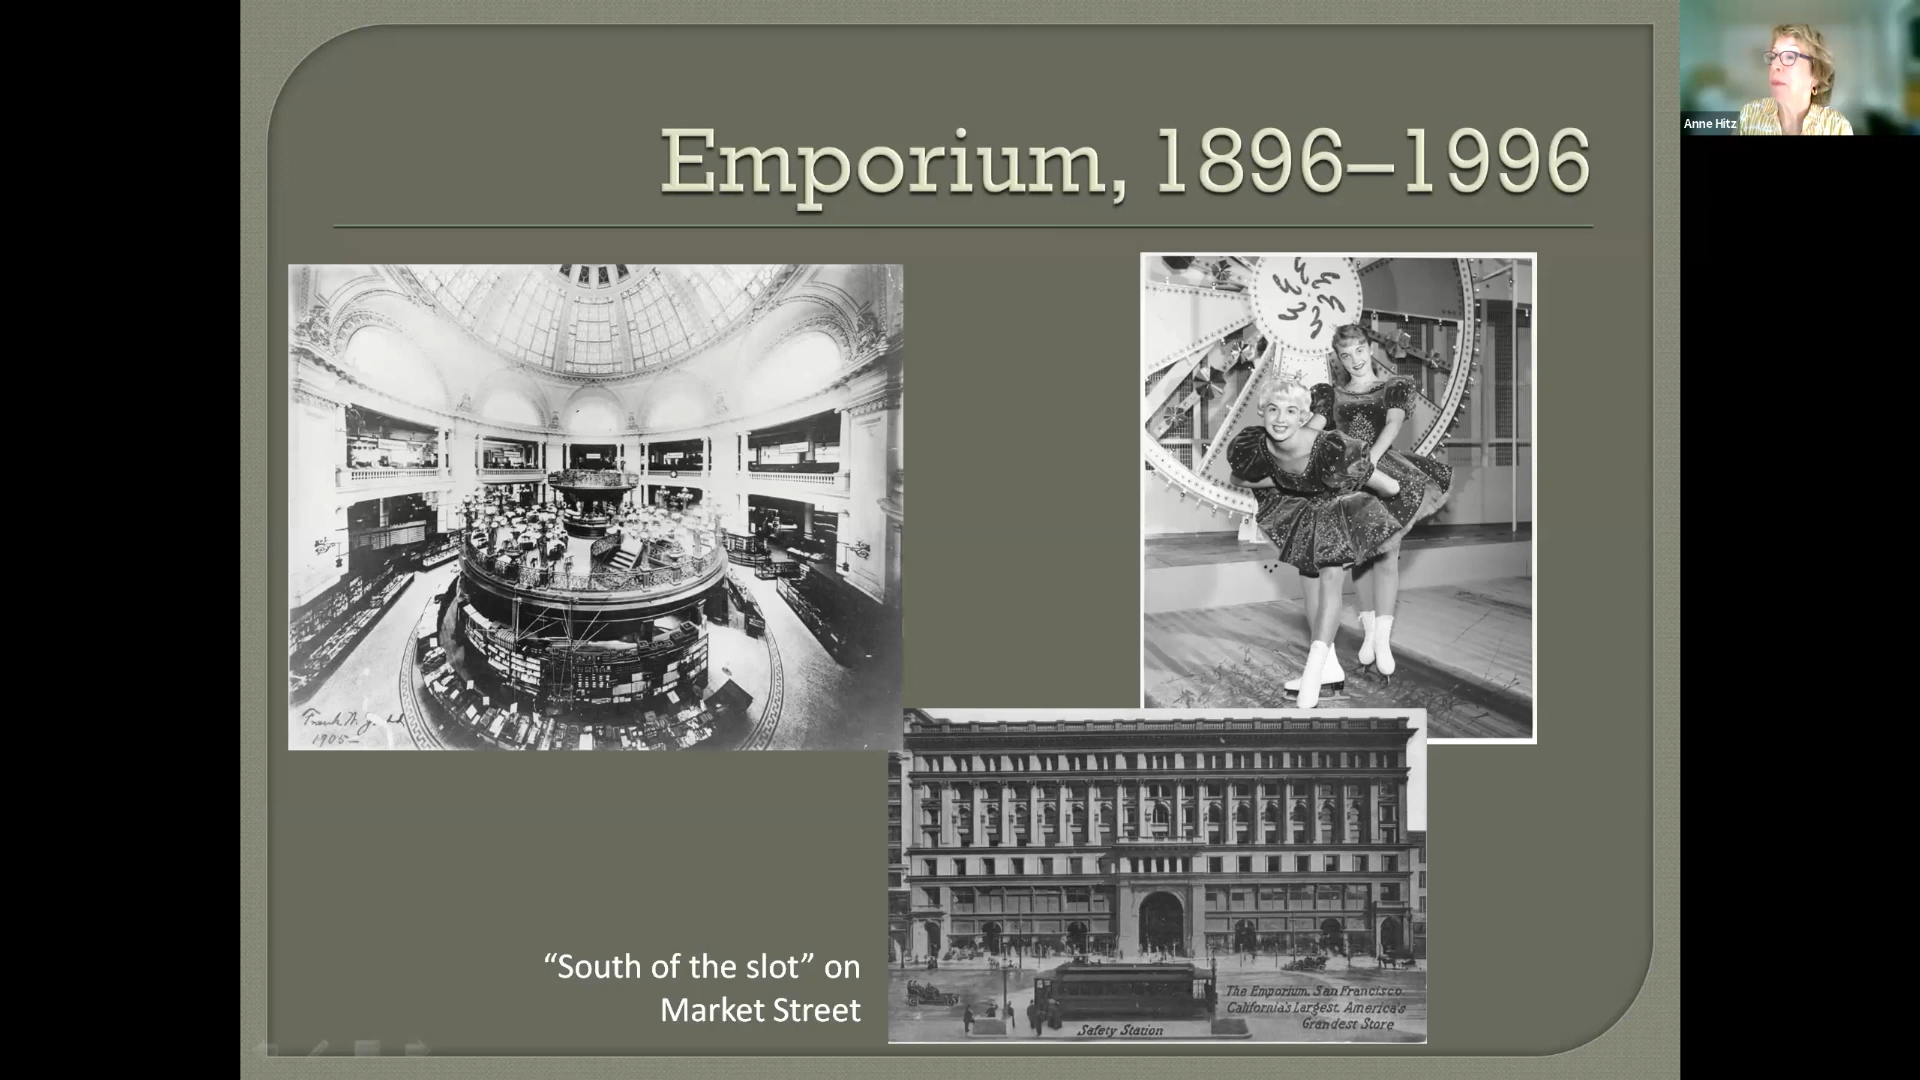 Emporium, 1896–1996
Anne Hitz
1905—
“South of the slot” on
Market Street
The Emporium, San Francisco.
California's Largest, America's
Grandest Store
Safety Station